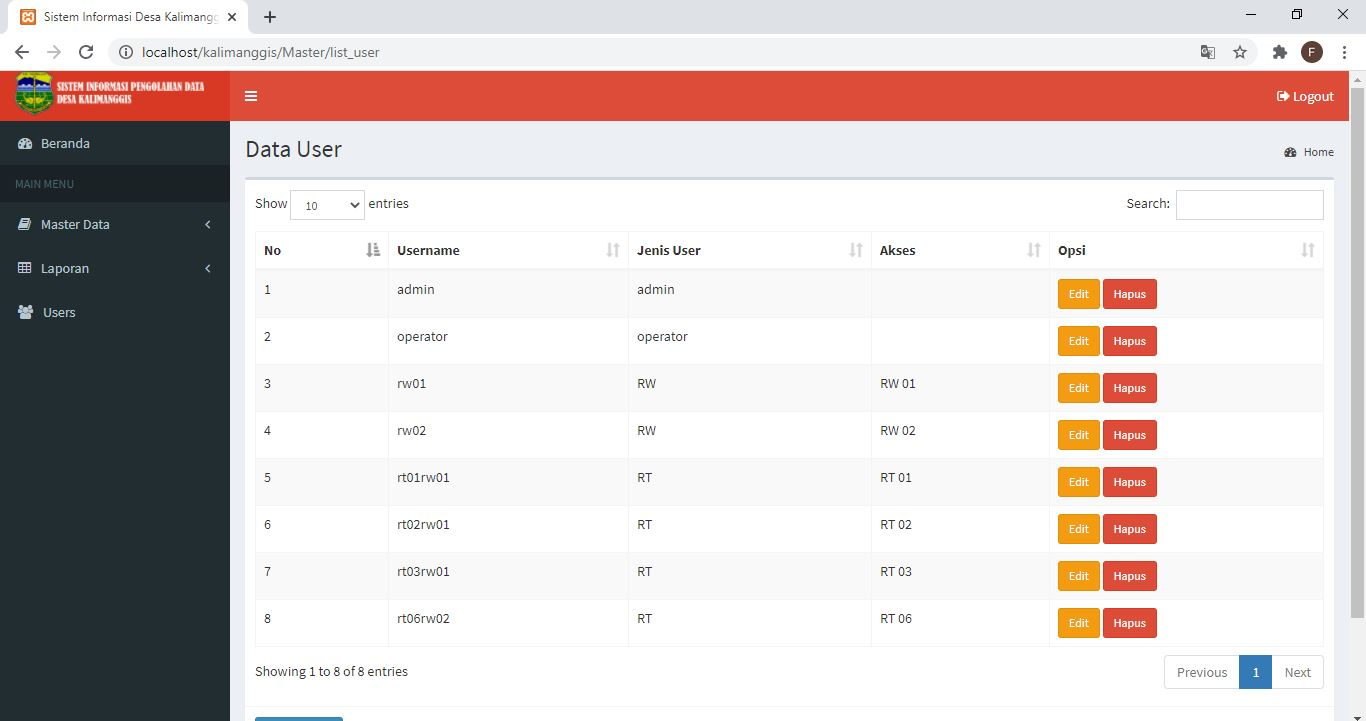 Sistem Informasi Desa Kalimangg
localhost/kalimanggis/Master/list_user
F
SISTEM INFORMASI PENGOLAHAN DATA
DESA KALIMANGGIS
Logout
Beranda
MAIN MENU
Master Data
Laporan
Users
Data User
Home
Show 10 entries
Search:
No Username Jenis User Akses Opsi
1 admin admin Edit Hapus
2 operator operator Edit Hapus
3 rw01 RW RW 01 Edit Hapus
4 rw02 RW RW 02 Edit Hapus
5 rt01rw01 RT RT 01 Edit Hapus
6 rt02rw01 RT RT 02 Edit Hapus
7 rt03rw01 RT RT 03 Edit Hapus
8 rt06rw02 RT RT 06 Edit Hapus
Showing 1 to 8 of 8 entries
Previous 1 Next